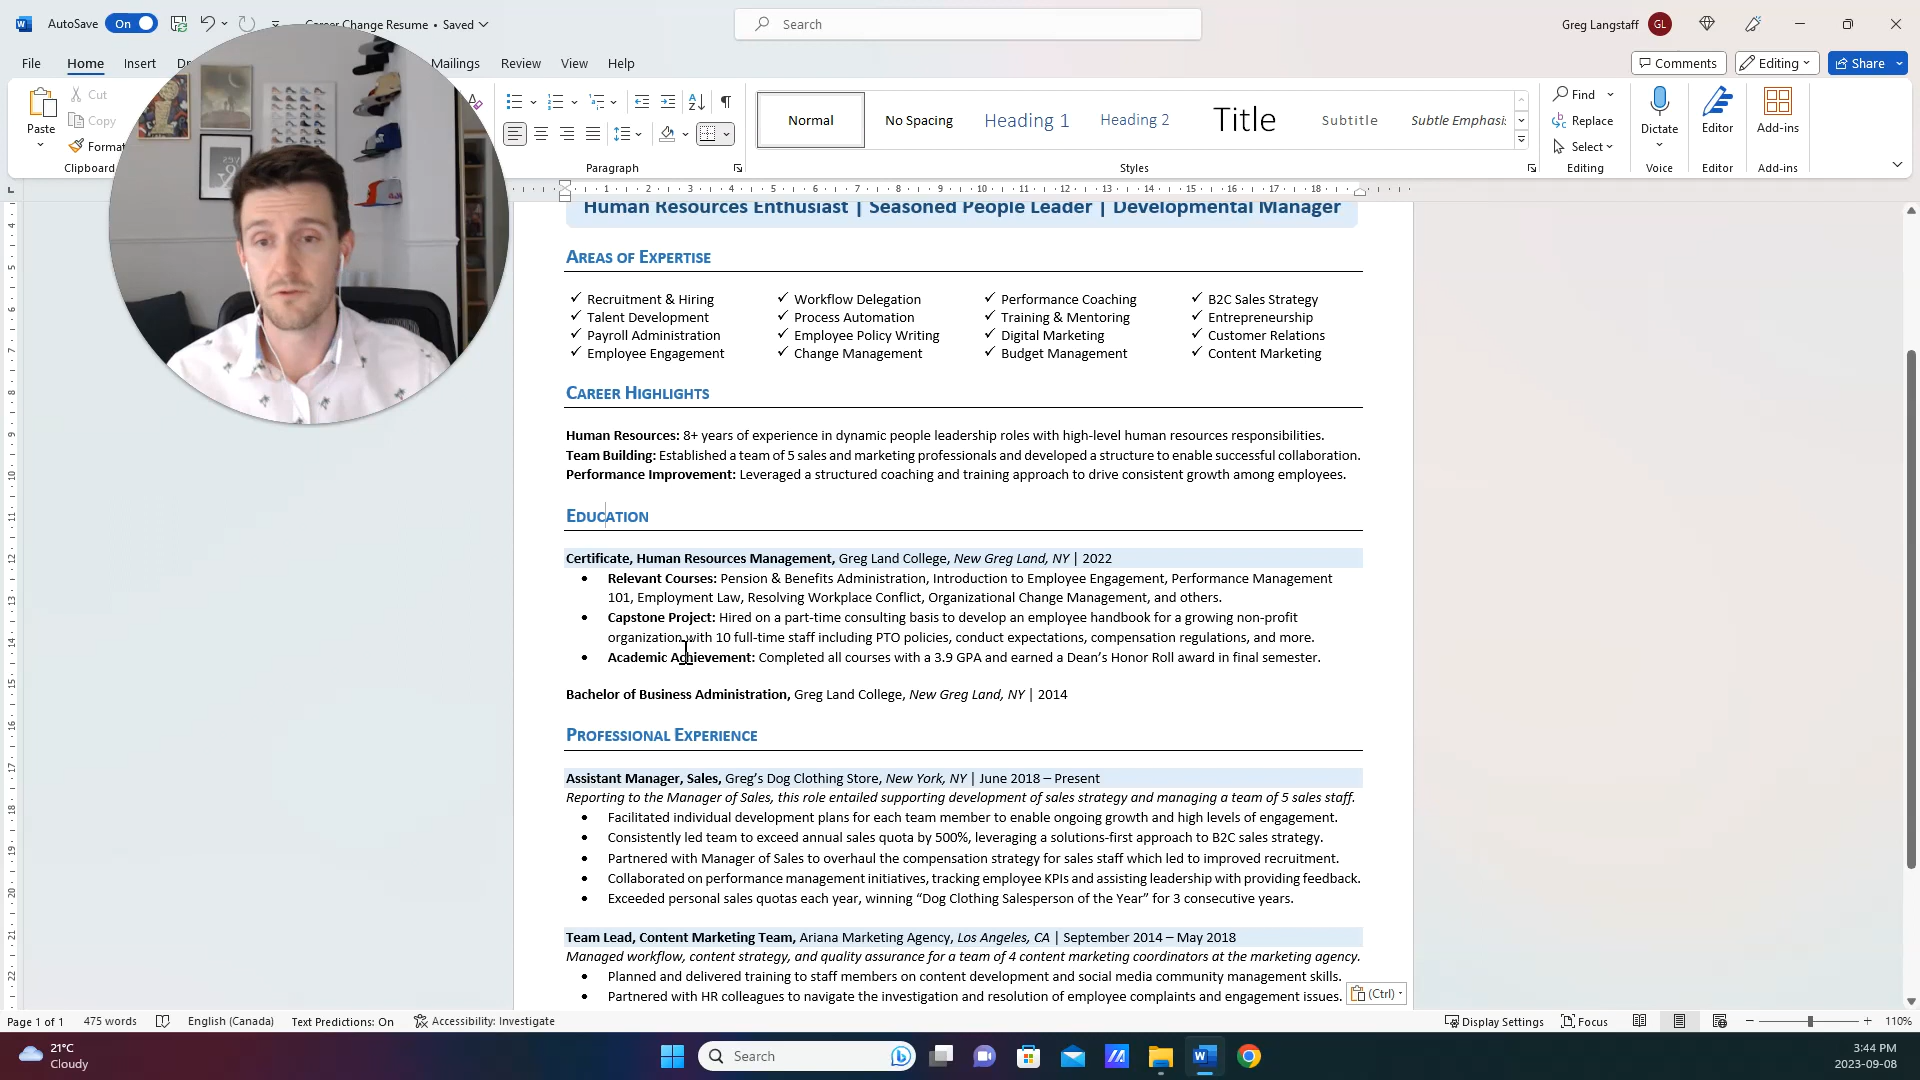 AutoSave On Career Change Resume • Saved Search Greg Langstaff GL
File Home Insert Mailings Review View Help Comments Editing Share
Paste Cut Copy Format
Normal No Spacing Heading 1 Heading 2 Title Subtitle Subtle Emphasis
Find Replace Select Dictate Editor Add-ins
Clipboard Paragraph Styles Editing Voice Editor Add-ins
1 2 3 4 5 6 7 8 9 10 11 12 13 14 15 16 17 18
Human Resources Enthusiast | Seasoned People Leader | Developmental Manager
Areas of Expertise
✓ Recruitment & Hiring ✓ Workflow Delegation ✓ Performance Coaching ✓ B2C Sales Strategy
✓ Talent Development ✓ Process Automation ✓ Training & Mentoring ✓ Entrepreneurship
✓ Payroll Administration ✓ Employee Policy Writing ✓ Digital Marketing ✓ Customer Relations
✓ Employee Engagement ✓ Change Management ✓ Budget Management ✓ Content Marketing
Career Highlights
Human Resources: 8+ years of experience in dynamic people leadership roles with high-level human resources responsibilities.
Team Building: Established a team of 5 sales and marketing professionals and developed a structure to enable successful collaboration.
Performance Improvement: Leveraged a structured coaching and training approach to drive consistent growth among employees.
Education
Certificate, Human Resources Management, Greg Land College, New Greg Land, NY | 2022
• Relevant Courses: Pension & Benefits Administration, Introduction to Employee Engagement, Performance Management
101, Employment Law, Resolving Workplace Conflict, Organizational Change Management, and others.
• Capstone Project: Hired on a part-time consulting basis to develop an employee handbook for a growing non-profit
organization with 10 full-time staff including PTO policies, conduct expectations, compensation regulations, and more.
• Academic Achievement: Completed all courses with a 3.9 GPA and earned a Dean's Honor Roll award in final semester.
Bachelor of Business Administration, Greg Land College, New Greg Land, NY | 2014
Professional Experience
Assistant Manager, Sales, Greg's Dog Clothing Store, New York, NY | June 2018 – Present
Reporting to the Manager of Sales, this role entailed supporting development of sales strategy and managing a team of 5 sales staff.
• Facilitated individual development plans for each team member to enable ongoing growth and high levels of engagement.
• Consistently led team to exceed annual sales quota by 500%, leveraging a solutions-first approach to B2C sales strategy.
• Partnered with Manager of Sales to overhaul the compensation strategy for sales staff which led to improved recruitment.
• Collaborated on performance management initiatives, tracking employee KPIs and assisting leadership with providing feedback.
• Exceeded personal sales quotas each year, winning “Dog Clothing Salesperson of the Year” for 3 consecutive years.
Team Lead, Content Marketing Team, Ariana Marketing Agency, Los Angeles, CA | September 2014 – May 2018
Managed workflow, content strategy, and quality assurance for a team of 4 content marketing coordinators at the marketing agency.
• Planned and delivered training to staff members on content development and social media community management skills.
• Partnered with HR colleagues to navigate the investigation and resolution of employee complaints and engagement issues.
(Ctrl)
Page 1 of 1 475 words English (Canada) Text Predictions: On Accessibility: Investigate Display Settings Focus 110%
21°C
Cloudy
Search
3:44 PM
2023-09-08